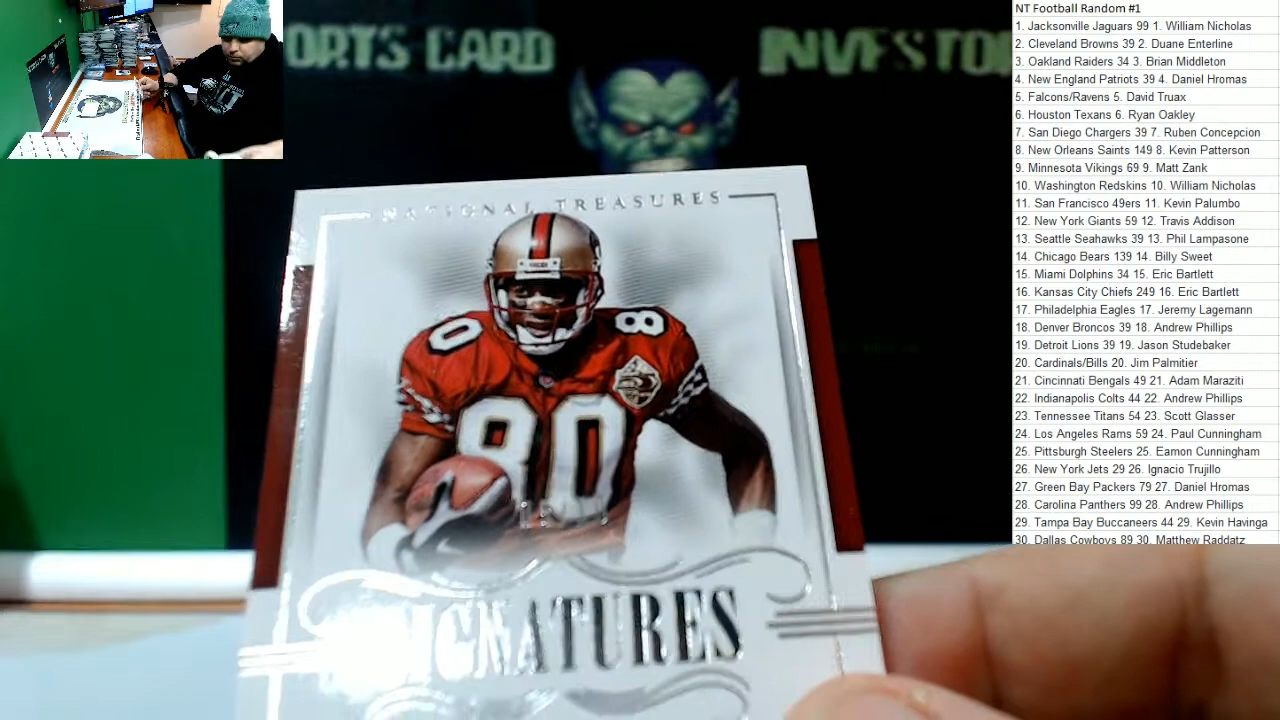 ORTS CARD INVESTO
NATIONAL TREASURES
80 8
80
SIGNATURES
NT Football Random #1
1. Jacksonville Jaguars 99 1. William Nicholas
2. Cleveland Browns 39 2. Duane Enterline
3. Oakland Raiders 34 3. Brian Middleton
4. New England Patriots 39 4. Daniel Hromas
5. Falcons/Ravens 5. David Truax
6. Houston Texans 6. Ryan Oakley
7. San Diego Chargers 39 7. Ruben Concepcion
8. New Orleans Saints 149 8. Kevin Patterson
9. Minnesota Vikings 69 9. Matt Zank
10. Washington Redskins 10. William Nicholas
11. San Francisco 49ers 11. Kevin Palumbo
12. New York Giants 59 12. Travis Addison
13. Seattle Seahawks 39 13. Phil Lampasone
14. Chicago Bears 139 14. Billy Sweet
15. Miami Dolphins 34 15. Eric Bartlett
16. Kansas City Chiefs 249 16. Eric Bartlett
17. Philadelphia Eagles 17. Jeremy Lagemann
18. Denver Broncos 39 18. Andrew Phillips
19. Detroit Lions 39 19. Jason Studebaker
20. Cardinals/Bills 20. Jim Palmitier
21. Cincinnati Bengals 49 21. Adam Maraziti
22. Indianapolis Colts 44 22. Andrew Phillips
23. Tennessee Titans 54 23. Scott Glasser
24. Los Angeles Rams 59 24. Paul Cunningham
25. Pittsburgh Steelers 25. Eamon Cunningham
26. New York Jets 29 26. Ignacio Trujillo
27. Green Bay Packers 79 27. Daniel Hromas
28. Carolina Panthers 99 28. Andrew Phillips
29. Tampa Bay Buccaneers 44 29. Kevin Havinga
30. Dallas Cowboys 89 30. Matthew Raddatz